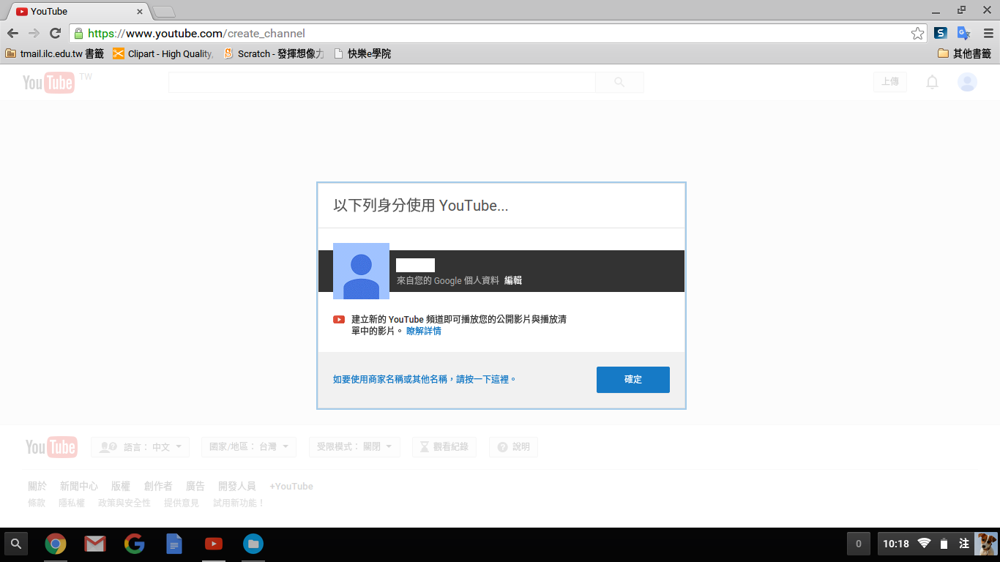 YouTube
https://www.youtube.com/create_channel
tmail.ilc.edu.tw 書籤 Clipart - High Quality, Scratch - 發揮想像力 快樂e學院 其他書籤
YouTube TW 上傳
以下列身分使用 YouTube...
來自您的 Google 個人資料 編輯
建立新的 YouTube 頻道即可播放您的公開影片與播放清
單中的影片。 瞭解詳情
如要使用商家名稱或其他名稱，請按一下這裡。 確定
YouTube 語言： 中文 國家/地區： 台灣 受限模式： 關閉 觀看紀錄 說明
關於 新聞中心 版權 創作者 廣告 開發人員 +YouTube
條款 隱私權 政策與安全性 提供意見 試用新功能！
0 10:18 注